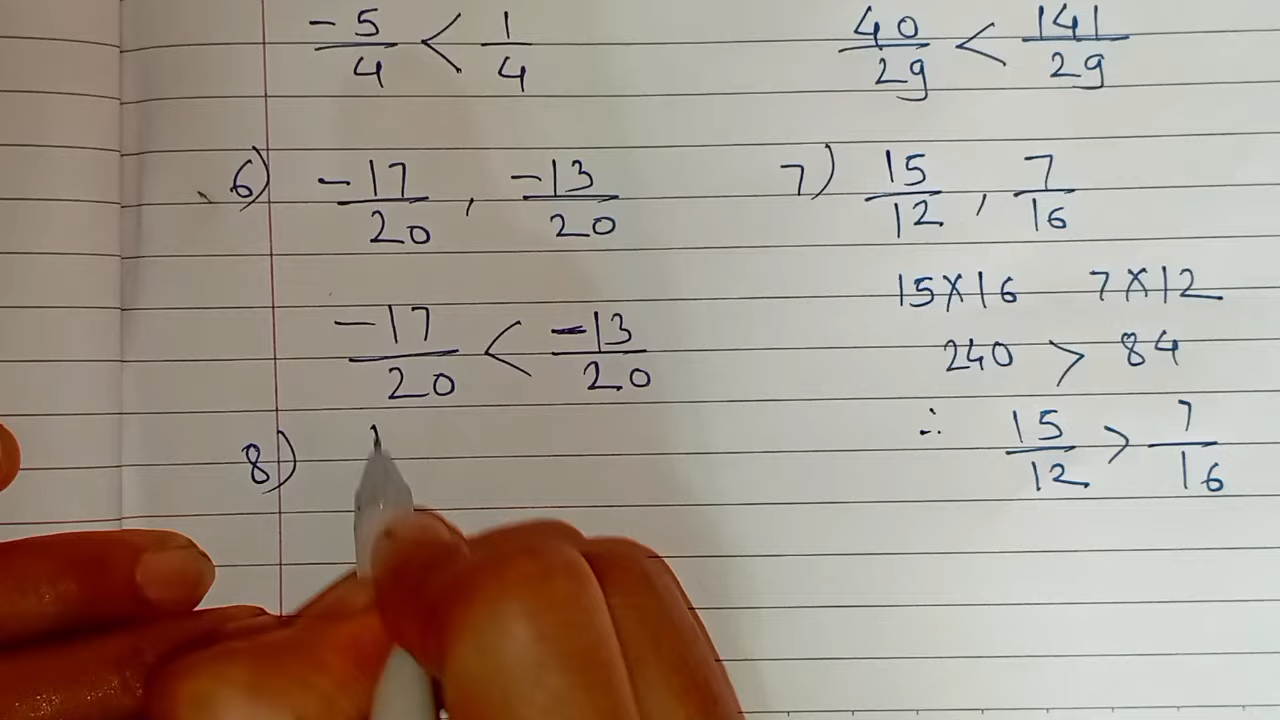 -5/4 < 1/4
40/29 < 141/29
6) -17/20 , -13/20
-17/20 < -13/20
7) 15/12 , 7/16
15×16 7×12
240 > 84
∴ 15/12 > 7/16
8)